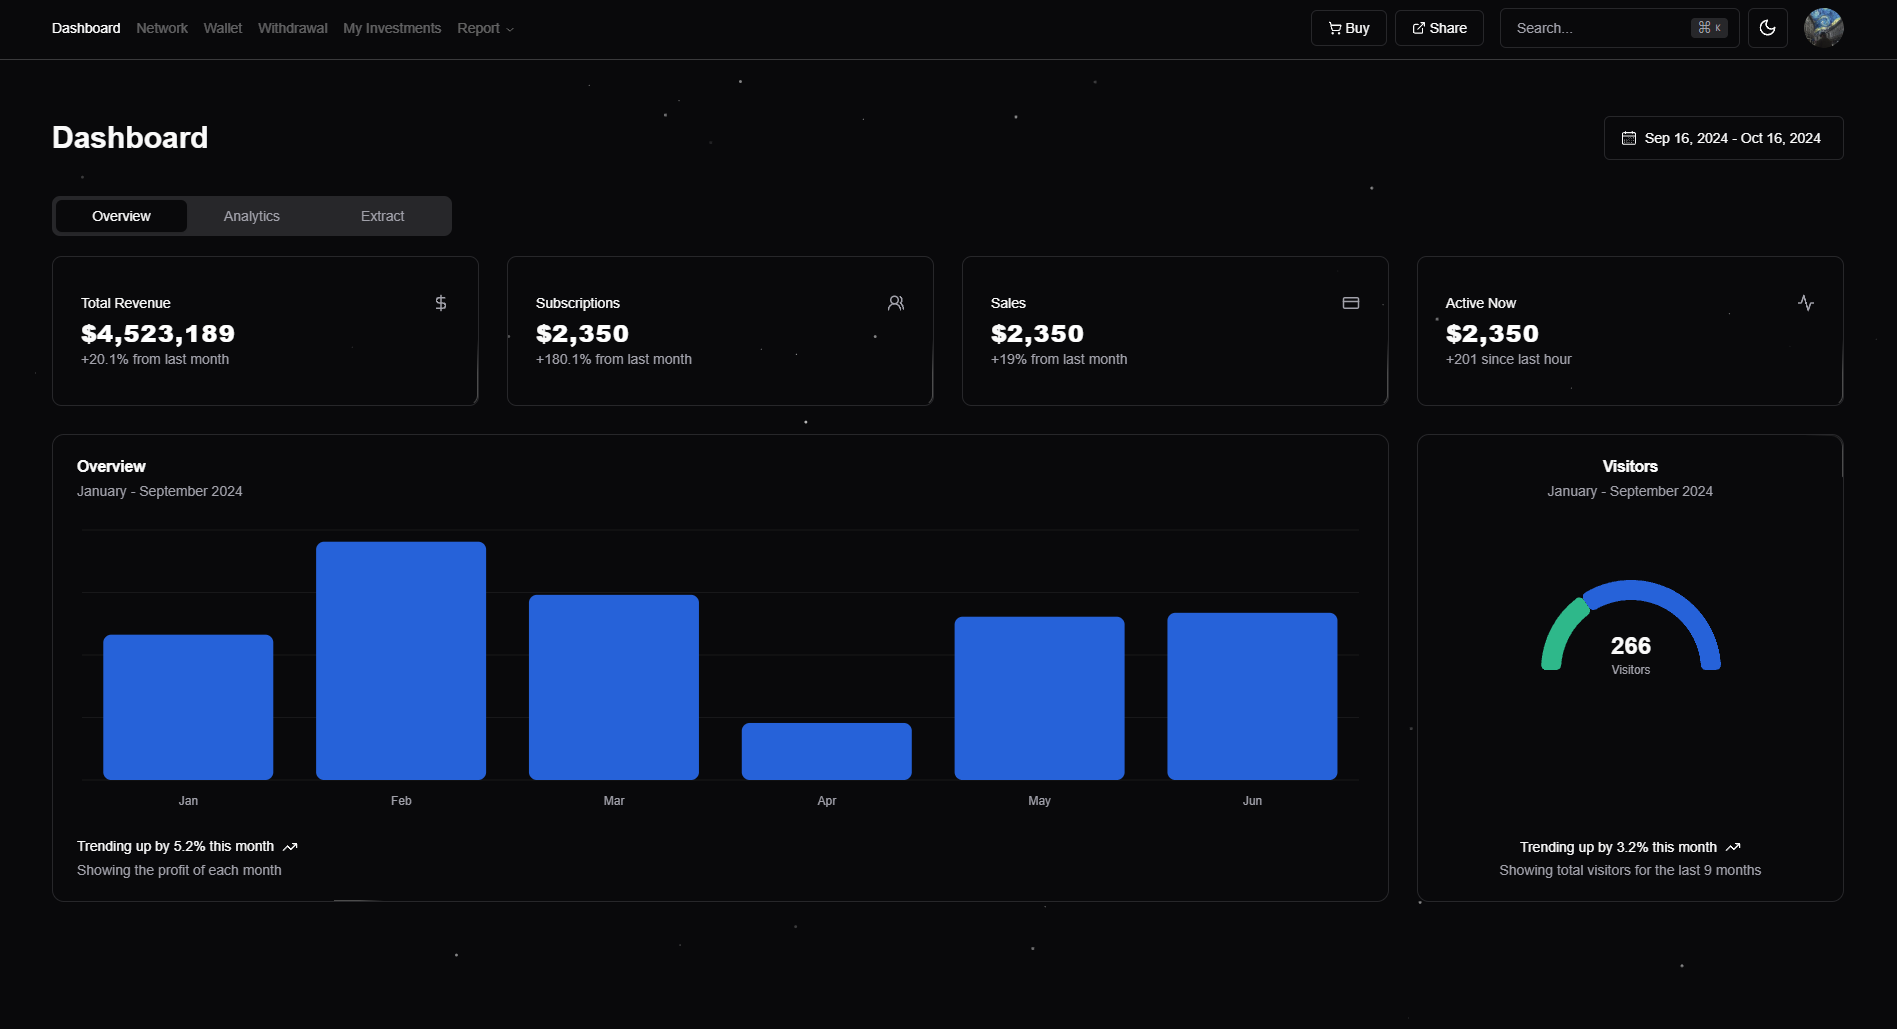 Dashboard Network Wallet Withdrawal My Investments Report Buy Share Search... ⌘ K
Dashboard
Sep 16, 2024 - Oct 16, 2024
Overview Analytics Extract
Total Revenue
$4,523,189
+20.1% from last month
Subscriptions
$2,350
+180.1% from last month
Sales
$2,350
+19% from last month
Active Now
$2,350
+201 since last hour
Overview
January - September 2024
Jan Feb Mar Apr May Jun
Trending up by 5.2% this month
Showing the profit of each month
Visitors
January - September 2024
266
Visitors
Trending up by 3.2% this month
Showing total visitors for the last 9 months